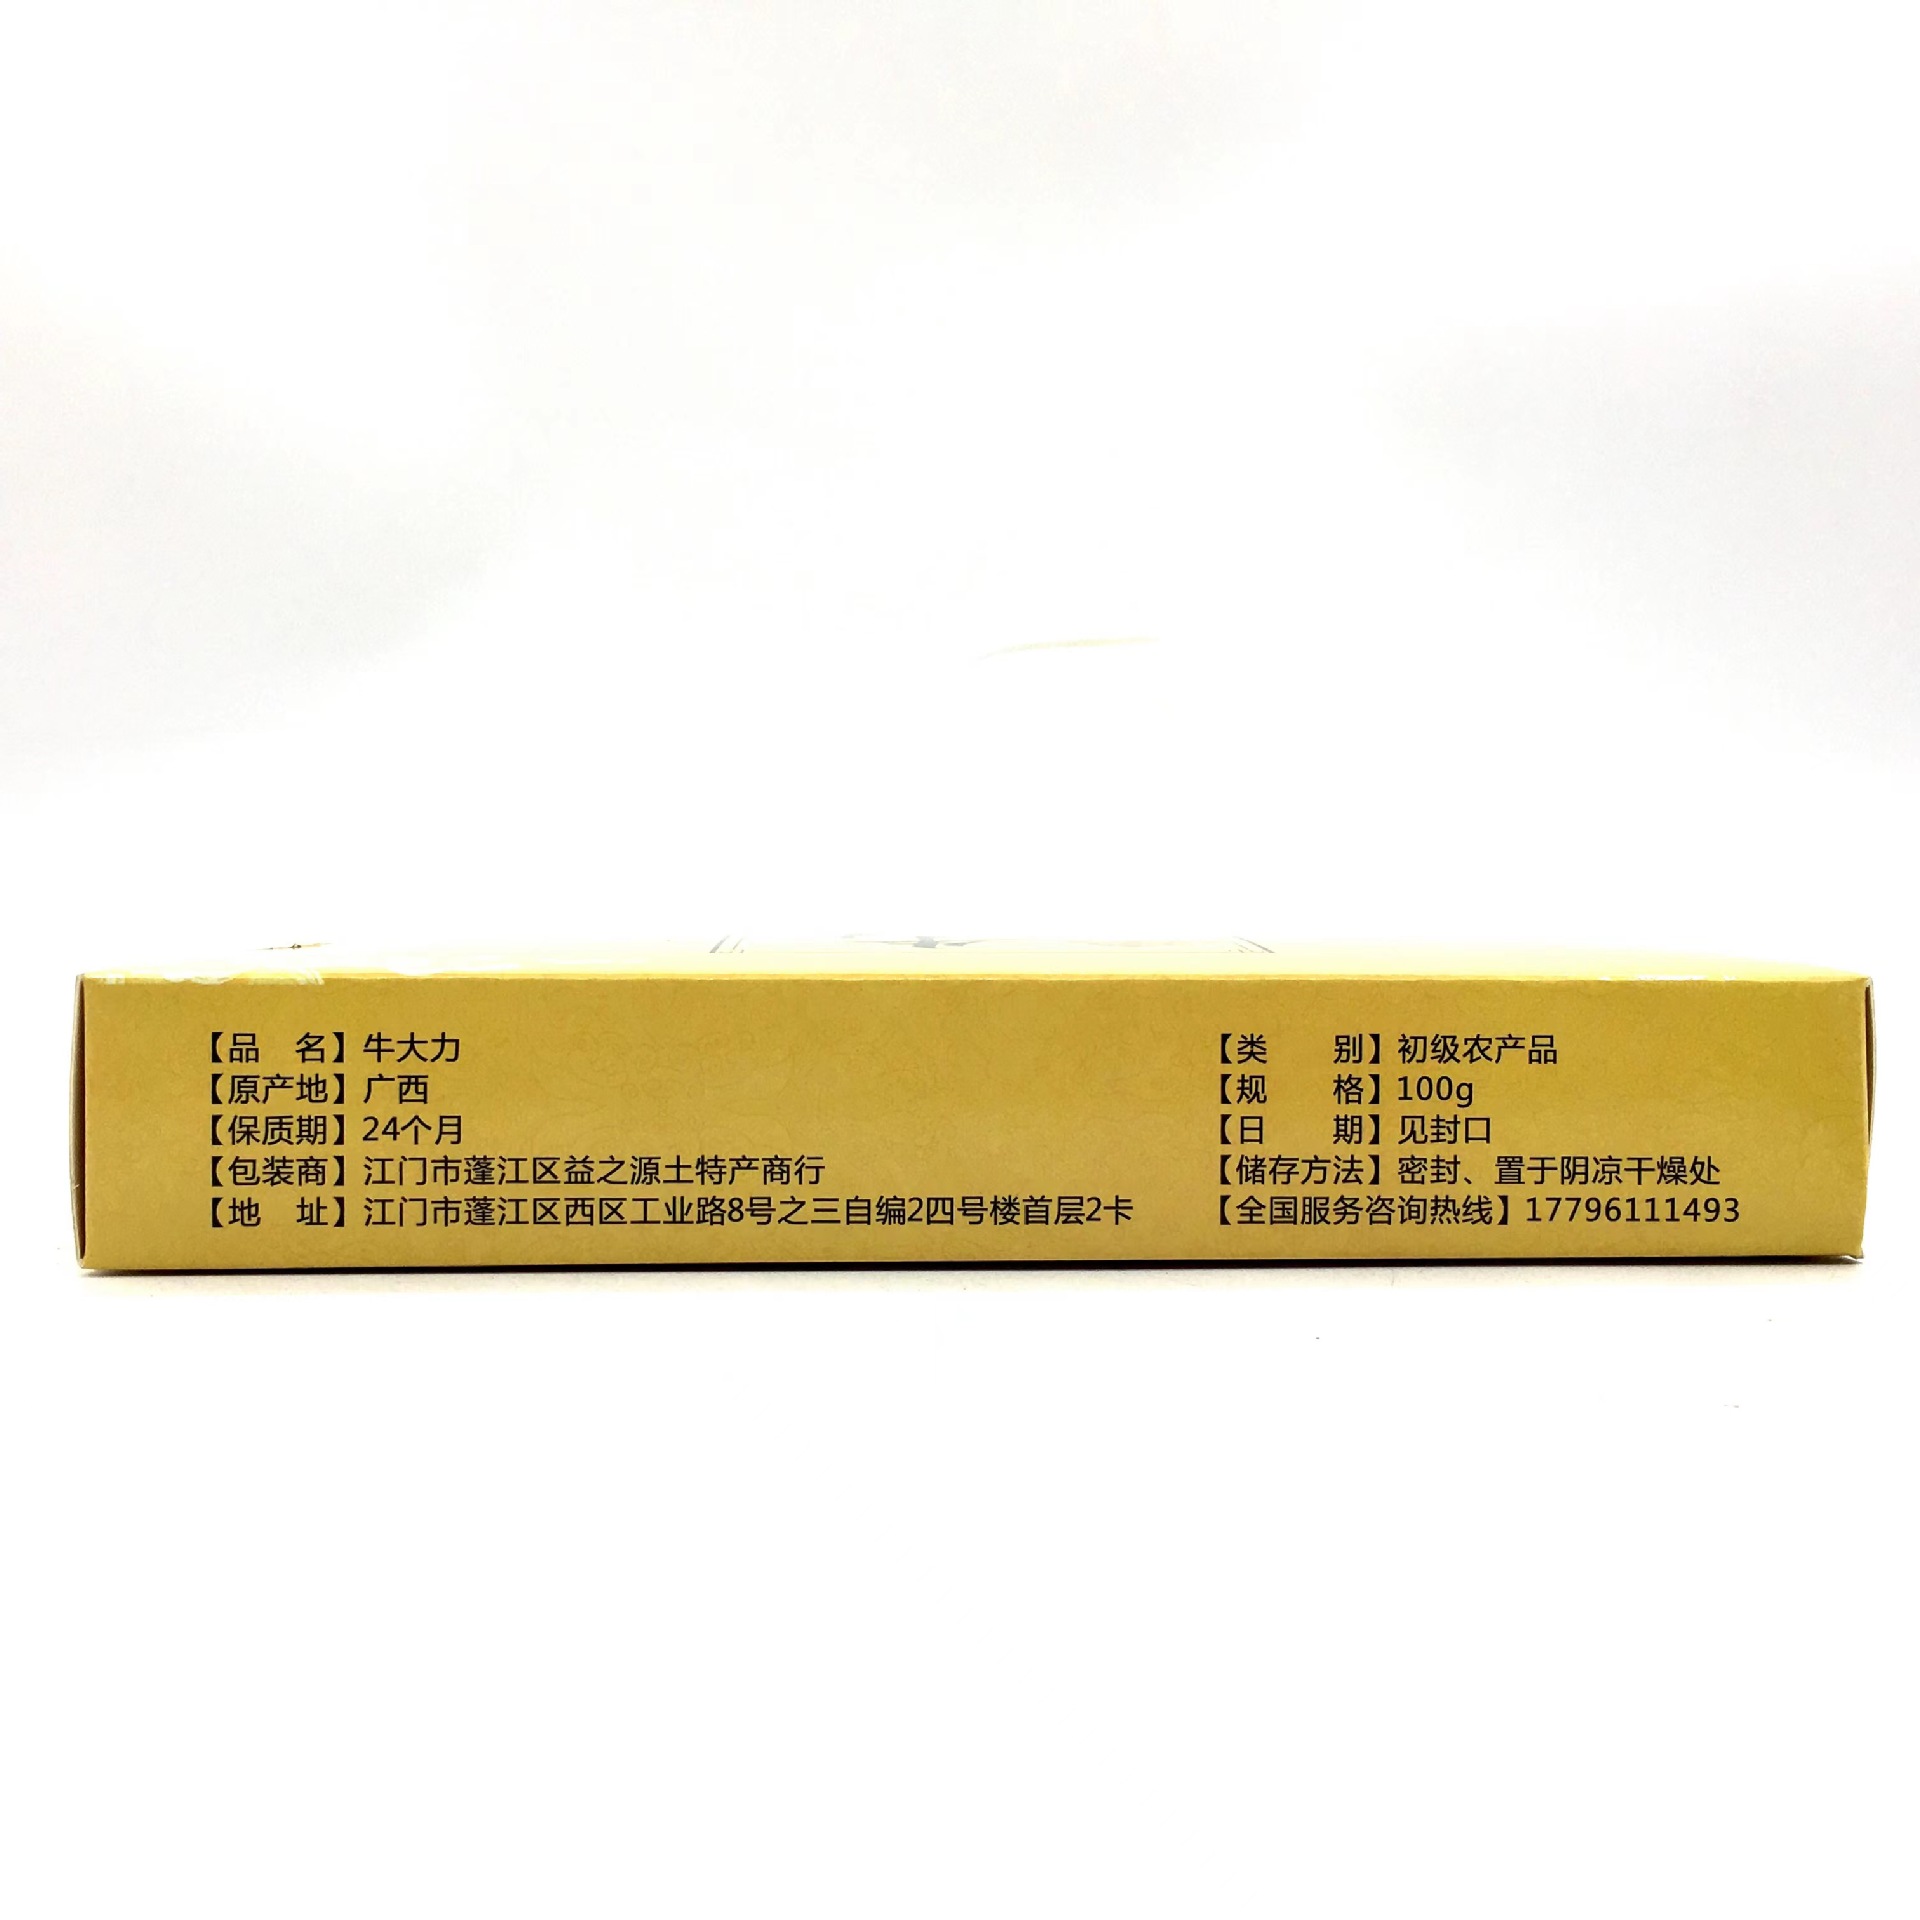 【品 名】牛大力
【原产地】广西
【保质期】24个月
【包装商】江门市蓬江区益之源土特产商行
【地 址】江门市蓬江区西区工业路8号之三自编2四号楼首层2卡
【类 别】初级农产品
【规 格】100g
【日 期】见封口
【储存方法】密封、置于阴凉干燥处
【全国服务咨询热线】17796111493